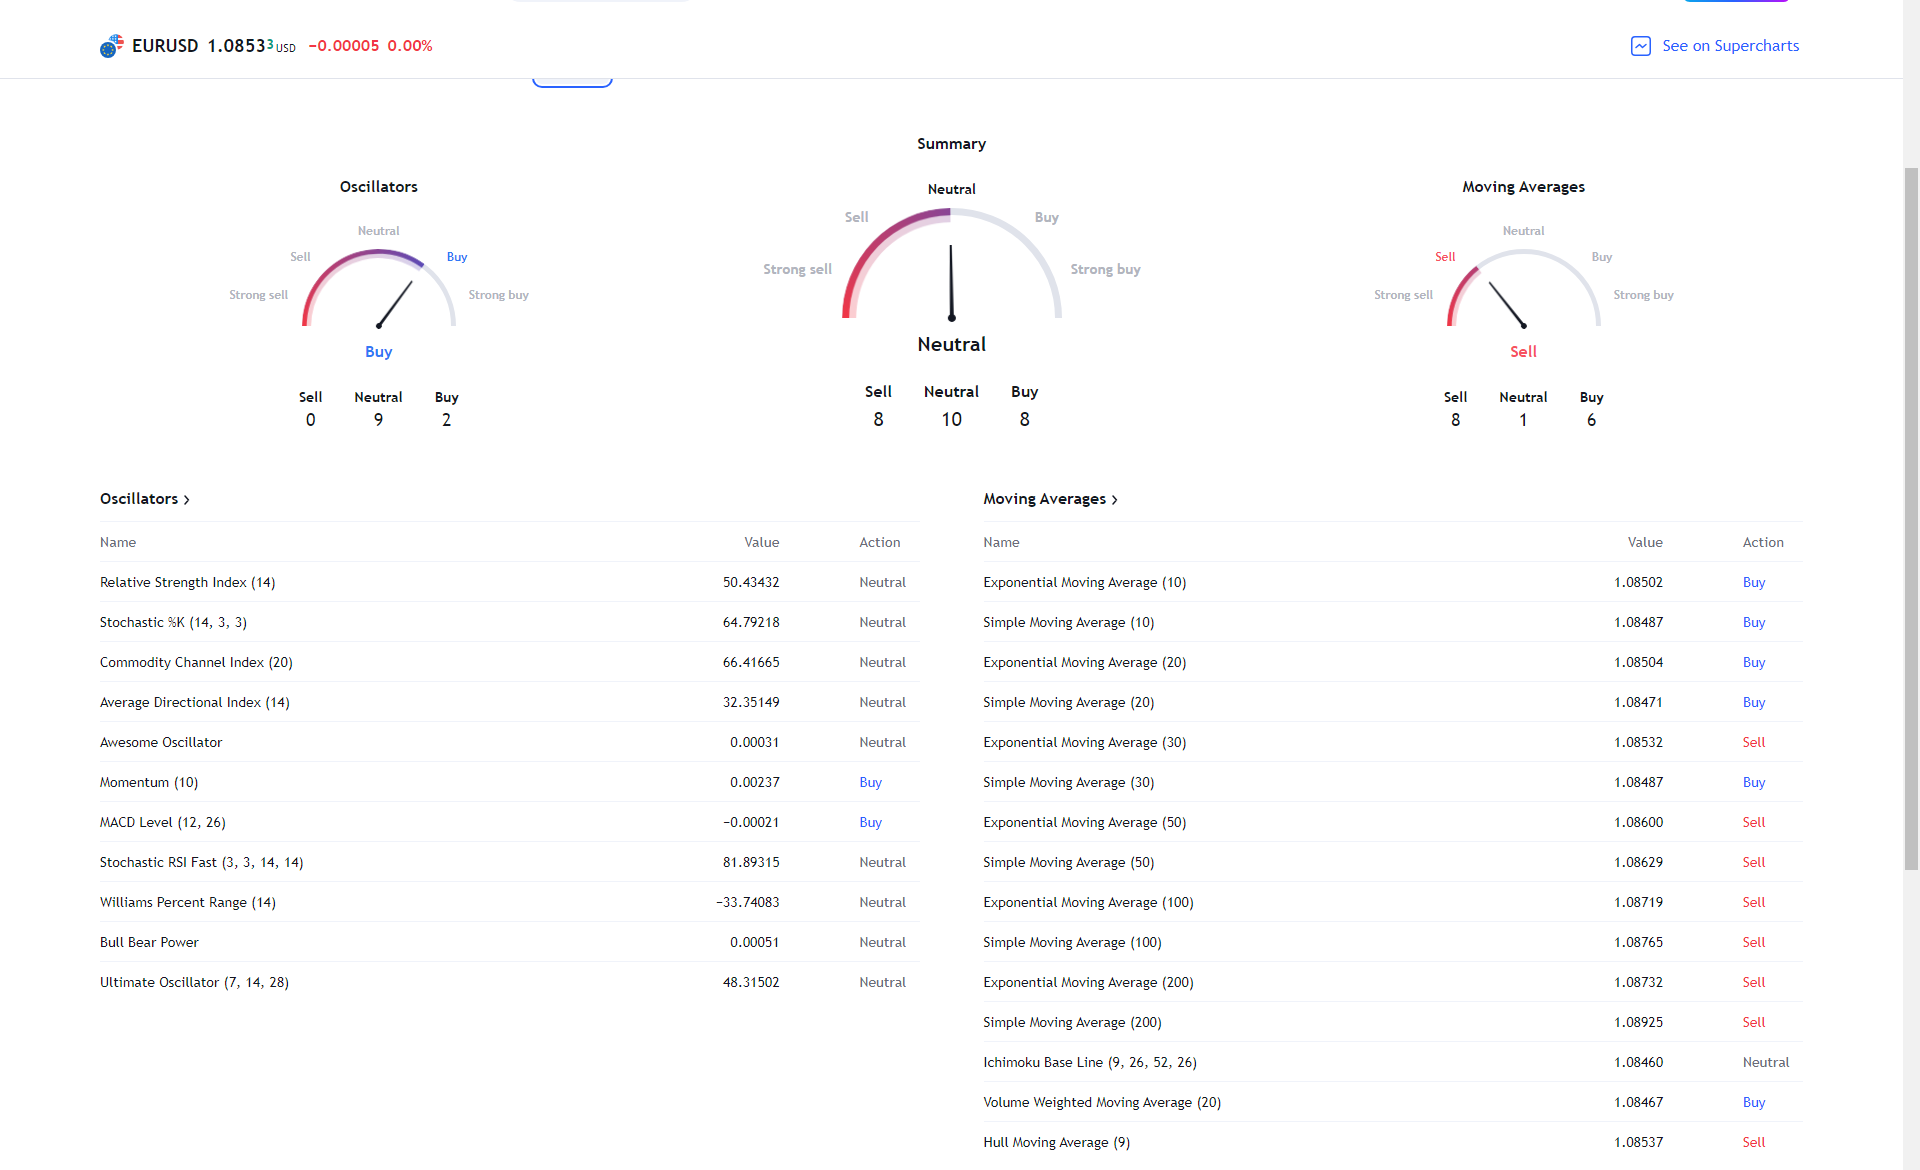 EURUSD 1.08533 USD −0.00005 0.00%
See on Supercharts
Summary
Neutral
Sell
Buy
Strong sell
Strong buy
Neutral
Sell Neutral Buy
8 10 8
Oscillators
Neutral
Sell
Buy
Strong sell
Strong buy
Buy
Sell Neutral Buy
0 9 2
Moving Averages
Neutral
Sell
Buy
Strong sell
Strong buy
Sell
Sell Neutral Buy
8 1 6
Oscillators
Name Value Action
Relative Strength Index (14) 50.43432 Neutral
Stochastic %K (14, 3, 3) 64.79218 Neutral
Commodity Channel Index (20) 66.41665 Neutral
Average Directional Index (14) 32.35149 Neutral
Awesome Oscillator 0.00031 Neutral
Momentum (10) 0.00237 Buy
MACD Level (12, 26) −0.00021 Buy
Stochastic RSI Fast (3, 3, 14, 14) 81.89315 Neutral
Williams Percent Range (14) −33.74083 Neutral
Bull Bear Power 0.00051 Neutral
Ultimate Oscillator (7, 14, 28) 48.31502 Neutral
Moving Averages
Name Value Action
Exponential Moving Average (10) 1.08502 Buy
Simple Moving Average (10) 1.08487 Buy
Exponential Moving Average (20) 1.08504 Buy
Simple Moving Average (20) 1.08471 Buy
Exponential Moving Average (30) 1.08532 Sell
Simple Moving Average (30) 1.08487 Buy
Exponential Moving Average (50) 1.08600 Sell
Simple Moving Average (50) 1.08629 Sell
Exponential Moving Average (100) 1.08719 Sell
Simple Moving Average (100) 1.08765 Sell
Exponential Moving Average (200) 1.08732 Sell
Simple Moving Average (200) 1.08925 Sell
Ichimoku Base Line (9, 26, 52, 26) 1.08460 Neutral
Volume Weighted Moving Average (20) 1.08467 Buy
Hull Moving Average (9) 1.08537 Sell